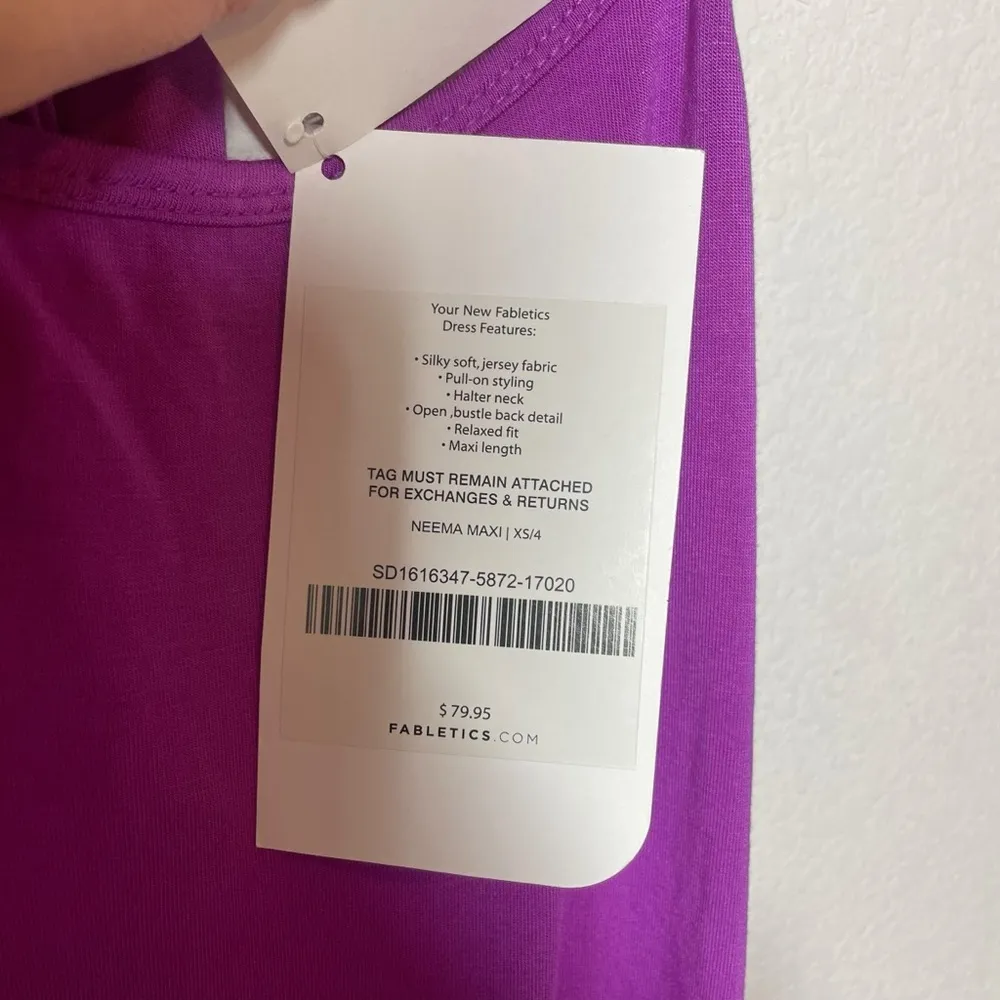 Your New Fabletics
Dress Features:
• Silky soft, jersey fabric
• Pull-on styling
• Halter neck
• Open ,bustle back detail
• Relaxed fit
• Maxi length
TAG MUST REMAIN ATTACHED
FOR EXCHANGES & RETURNS
NEEMA MAXI | XS/4
SD1616347-5872-17020
$ 79.95
FABLETICS.COM